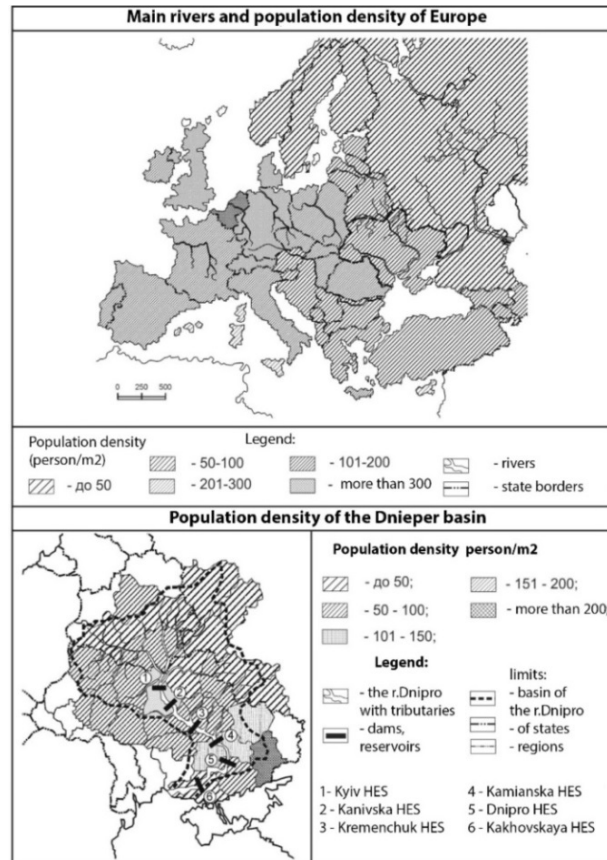 Main rivers and population density of Europe
0 250 500
Population density
(person/m2)
Legend:
- до 50
- 50-100
- 201-300
- 101-200
- more than 300
- rivers
- state borders
Population density of the Dnieper basin
1
2
3
4
5
6
Population density person/m2
- до 50;
- 50 - 100;
- 101 - 150;
- 151 - 200;
- more than 200;
Legend:
- the r.Dnipro
with tributaries
- dams,
reservoirs
limits:
- basin of
the r.Dnipro
- of states
- regions
1- Kyiv HES
2 - Kanivska HES
3 - Kremenchuk HES
4 - Kamianska HES
5 - Dnipro HES
6 - Kakhovskaya HES